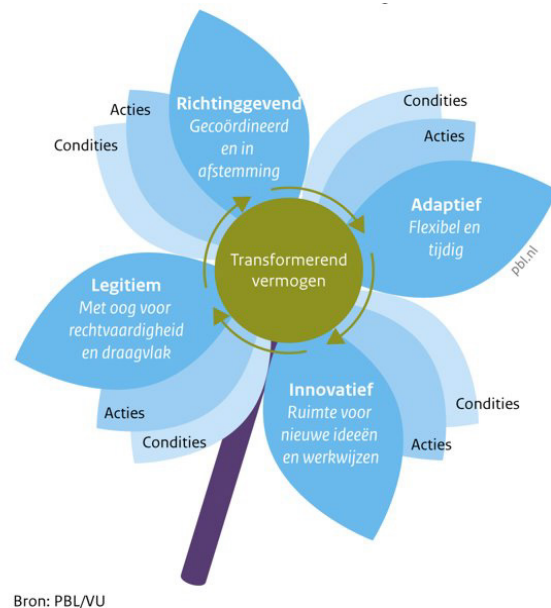 Richtinggevend
Gecoördineerd
en in
afstemming
Acties
Condities
Condities
Acties
Adaptief
Flexibel en
tijdig
pbl.nl
Transformerend
vermogen
Legitiem
Met oog voor
rechtvaardigheid
en draagvlak
Acties
Condities
Innovatief
Ruimte voor
nieuwe ideeën
en werkwijzen
Condities
Acties
Bron: PBL/VU